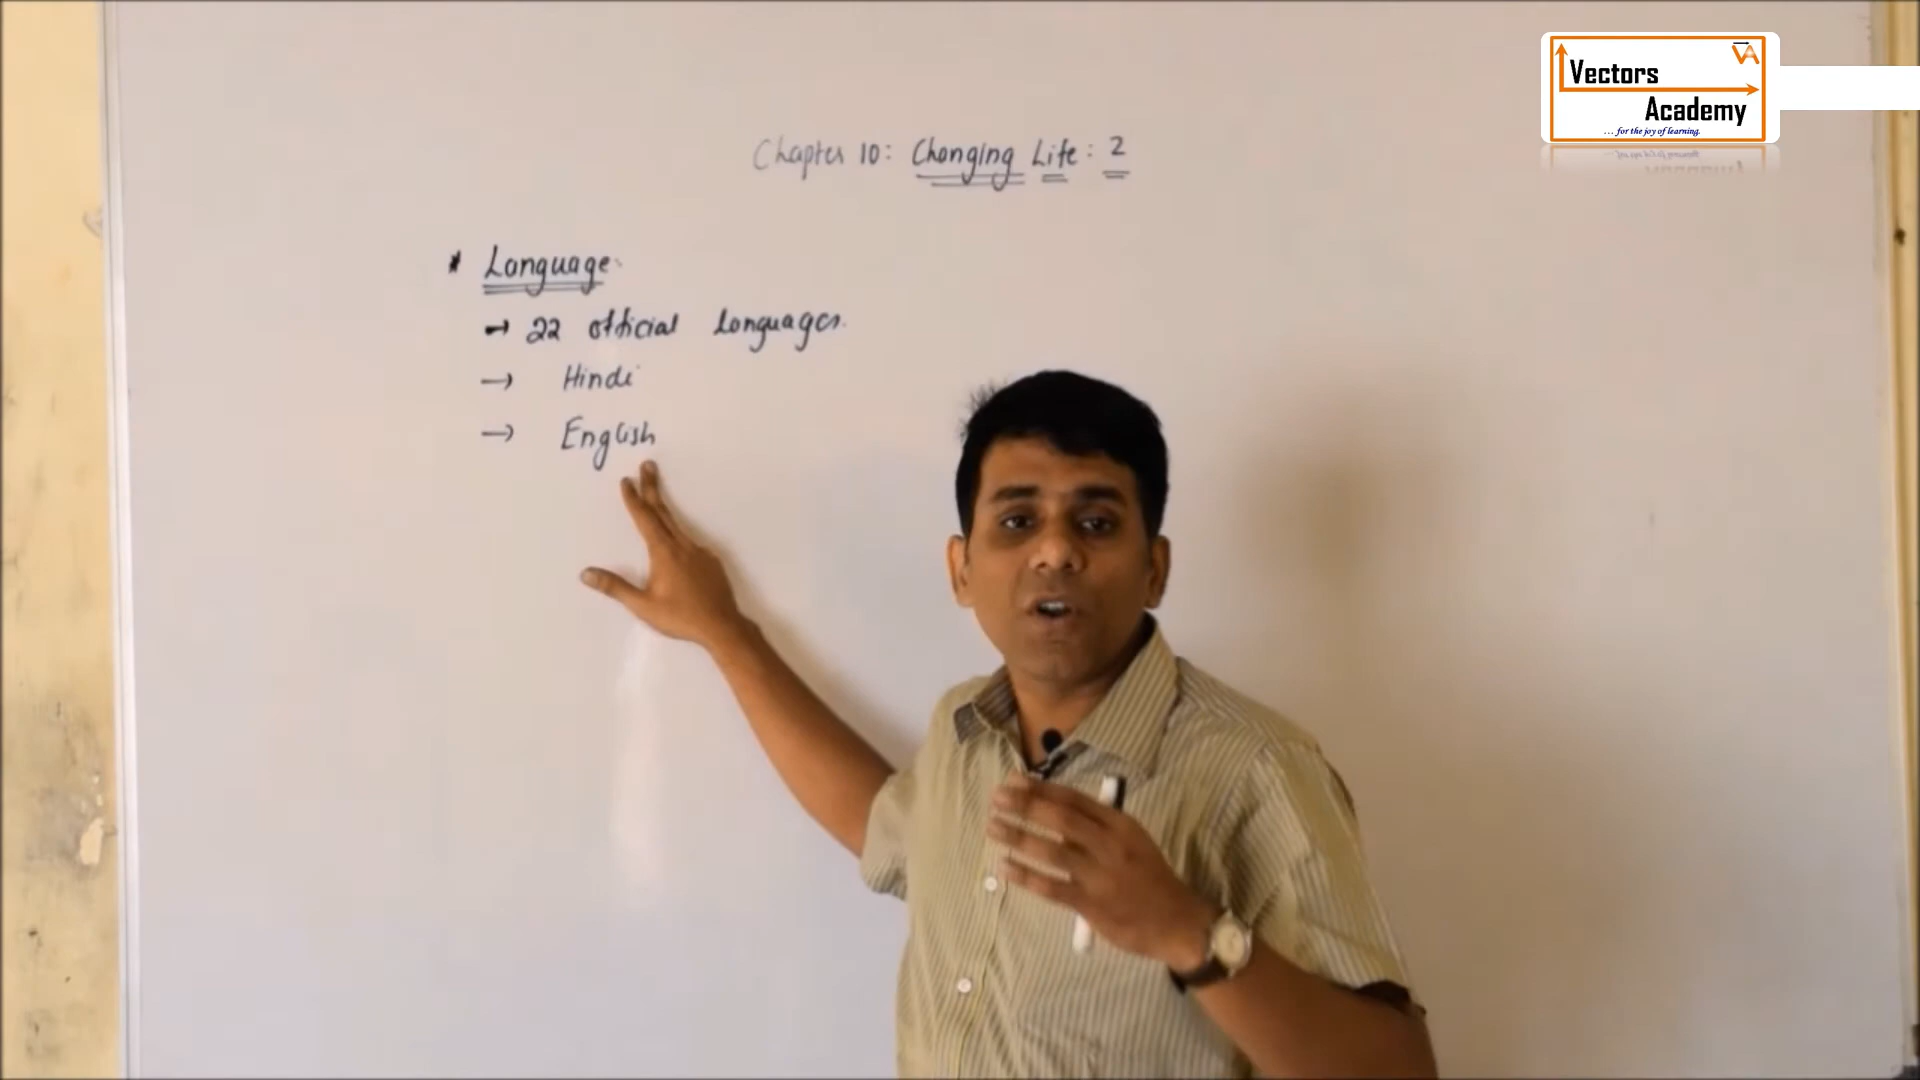 Vectors
Academy
... for the joy of learning.
Chapter 10: Changing Life: 2
* Language:
→ 22 official languages.
→ Hindi
→ English